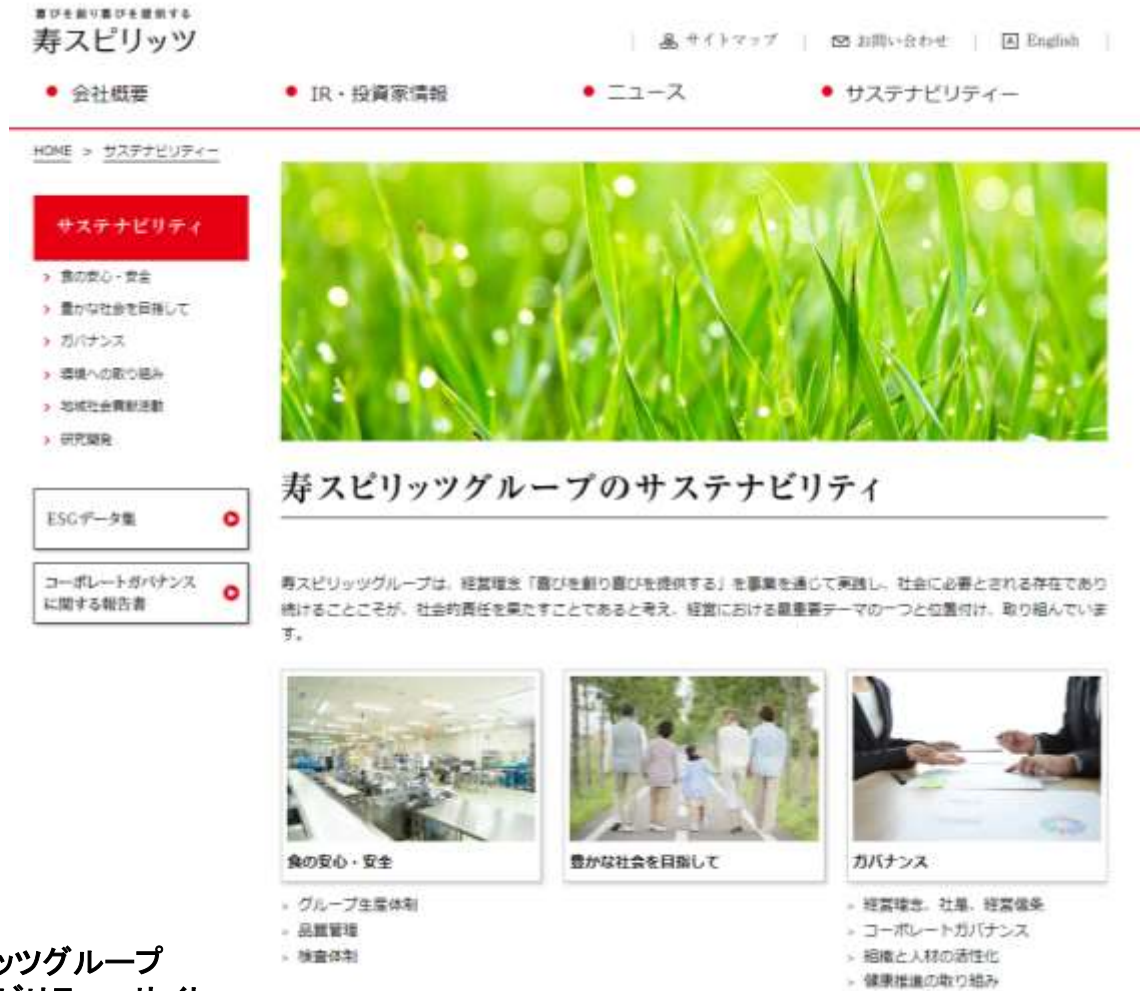 喜びを創り喜びを提供する
寿スピリッツ
サイトマップ お問い合わせ A English
会社概要 IR・投資家情報 ニュース サステナビリティー
HOME > サステナビリティー
サステナビリティ
> 食の安心・安全
> 豊かな社会を目指して
> ガバナンス
> 環境への取り組み
> 地域社会貢献活動
> 研究開発
ESGデータ集
コーポレートガバナンス
に関する報告書
寿スピリッツグループのサステナビリティ
寿スピリッツグループは、経営理念「喜びを創り喜びを提供する」を事業を通じて実践し、社会に必要とされる存在であり
続けることこそが、社会的責任を果たすことであると考え、経営における最重要テーマの一つと位置付け、取り組んでいま
す。
食の安心・安全
> グループ生産体制
> 品質管理
> 検査体制
豊かな社会を目指して
ガバナンス
> 経営理念、社是、経営信条
> コーポレートガバナンス
> 組織と人材の活性化
> 健康推進の取り組み
ッツグループ